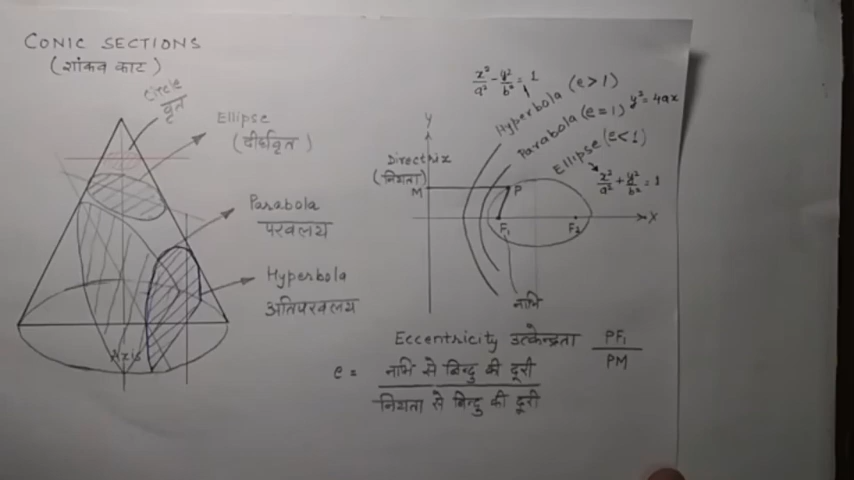 CONIC SECTIONS
(शांकव काट)
Circle
वृत
Ellipse
(दीर्घवृत)
Parabola
परवलय
Hyperbola
अतिपरवलय
Axis
x²/a² - y²/b² = 1
Hyperbola (e > 1)
Parabola (e = 1) y² = 4ax
Ellipse (e < 1)
x²/a² + y²/b² = 1
Y
Directrix
(नियता)
M
P
F₁
F₂
X
नाभि
Eccentricity उत्केन्द्रता PF₁/PM
e = नाभि से बिन्दु की दूरी
नियता से बिन्दु की दूरी